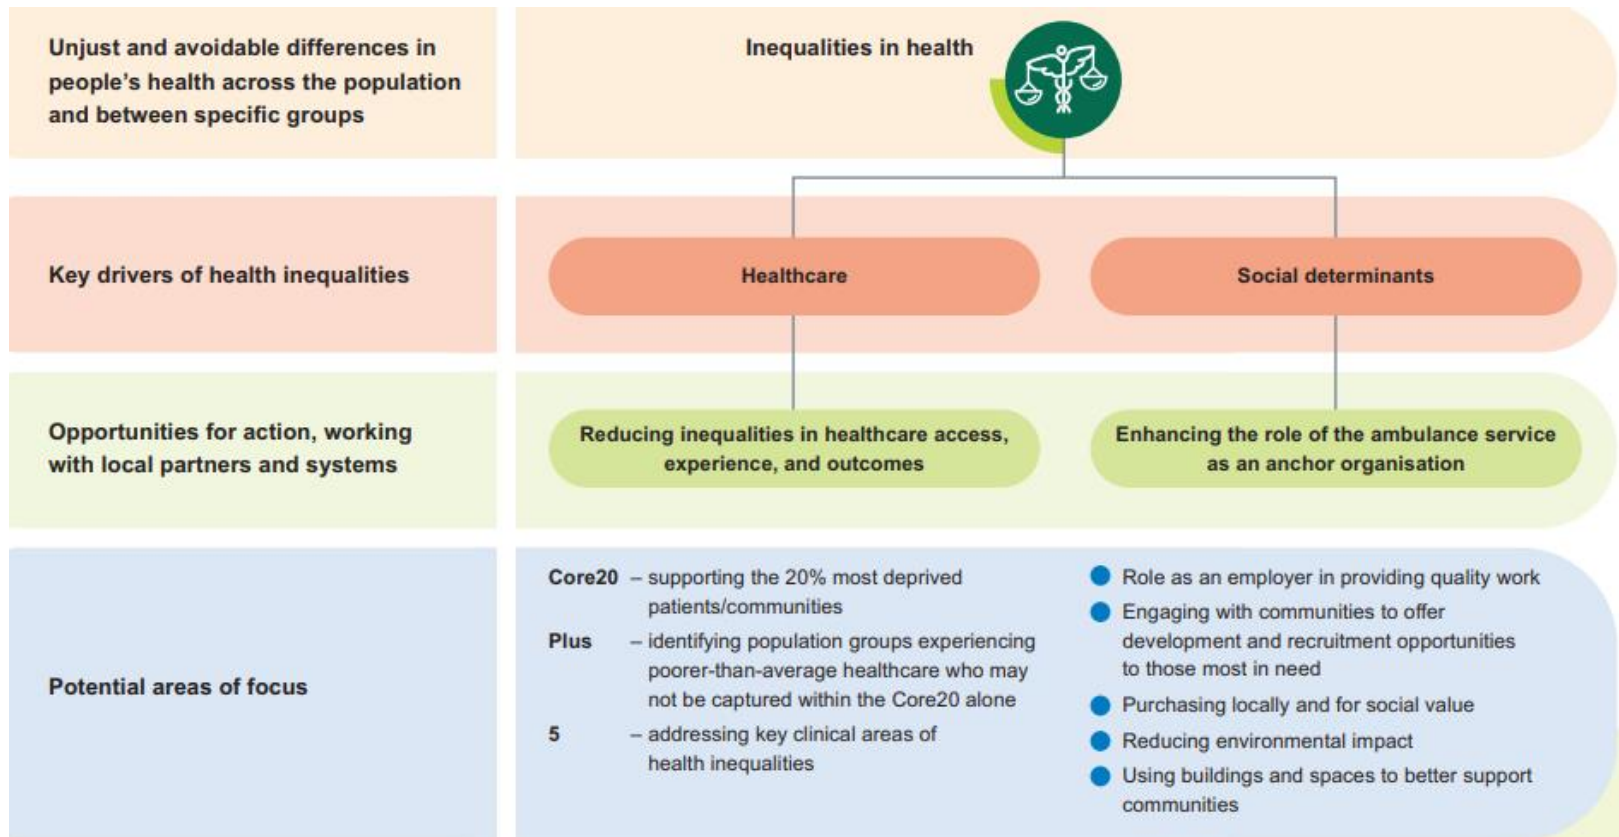 Unjust and avoidable differences in
people's health across the population
and between specific groups
Inequalities in health
Key drivers of health inequalities
Healthcare
Social determinants
Opportunities for action, working
with local partners and systems
Reducing inequalities in healthcare access,
experience, and outcomes
Enhancing the role of the ambulance service
as an anchor organisation
Potential areas of focus
Core20 – supporting the 20% most deprived
patients/communities
Plus – identifying population groups experiencing
poorer-than-average healthcare who may
not be captured within the Core20 alone
5 – addressing key clinical areas of
health inequalities
Role as an employer in providing quality work
Engaging with communities to offer
development and recruitment opportunities
to those most in need
Purchasing locally and for social value
Reducing environmental impact
Using buildings and spaces to better support
communities